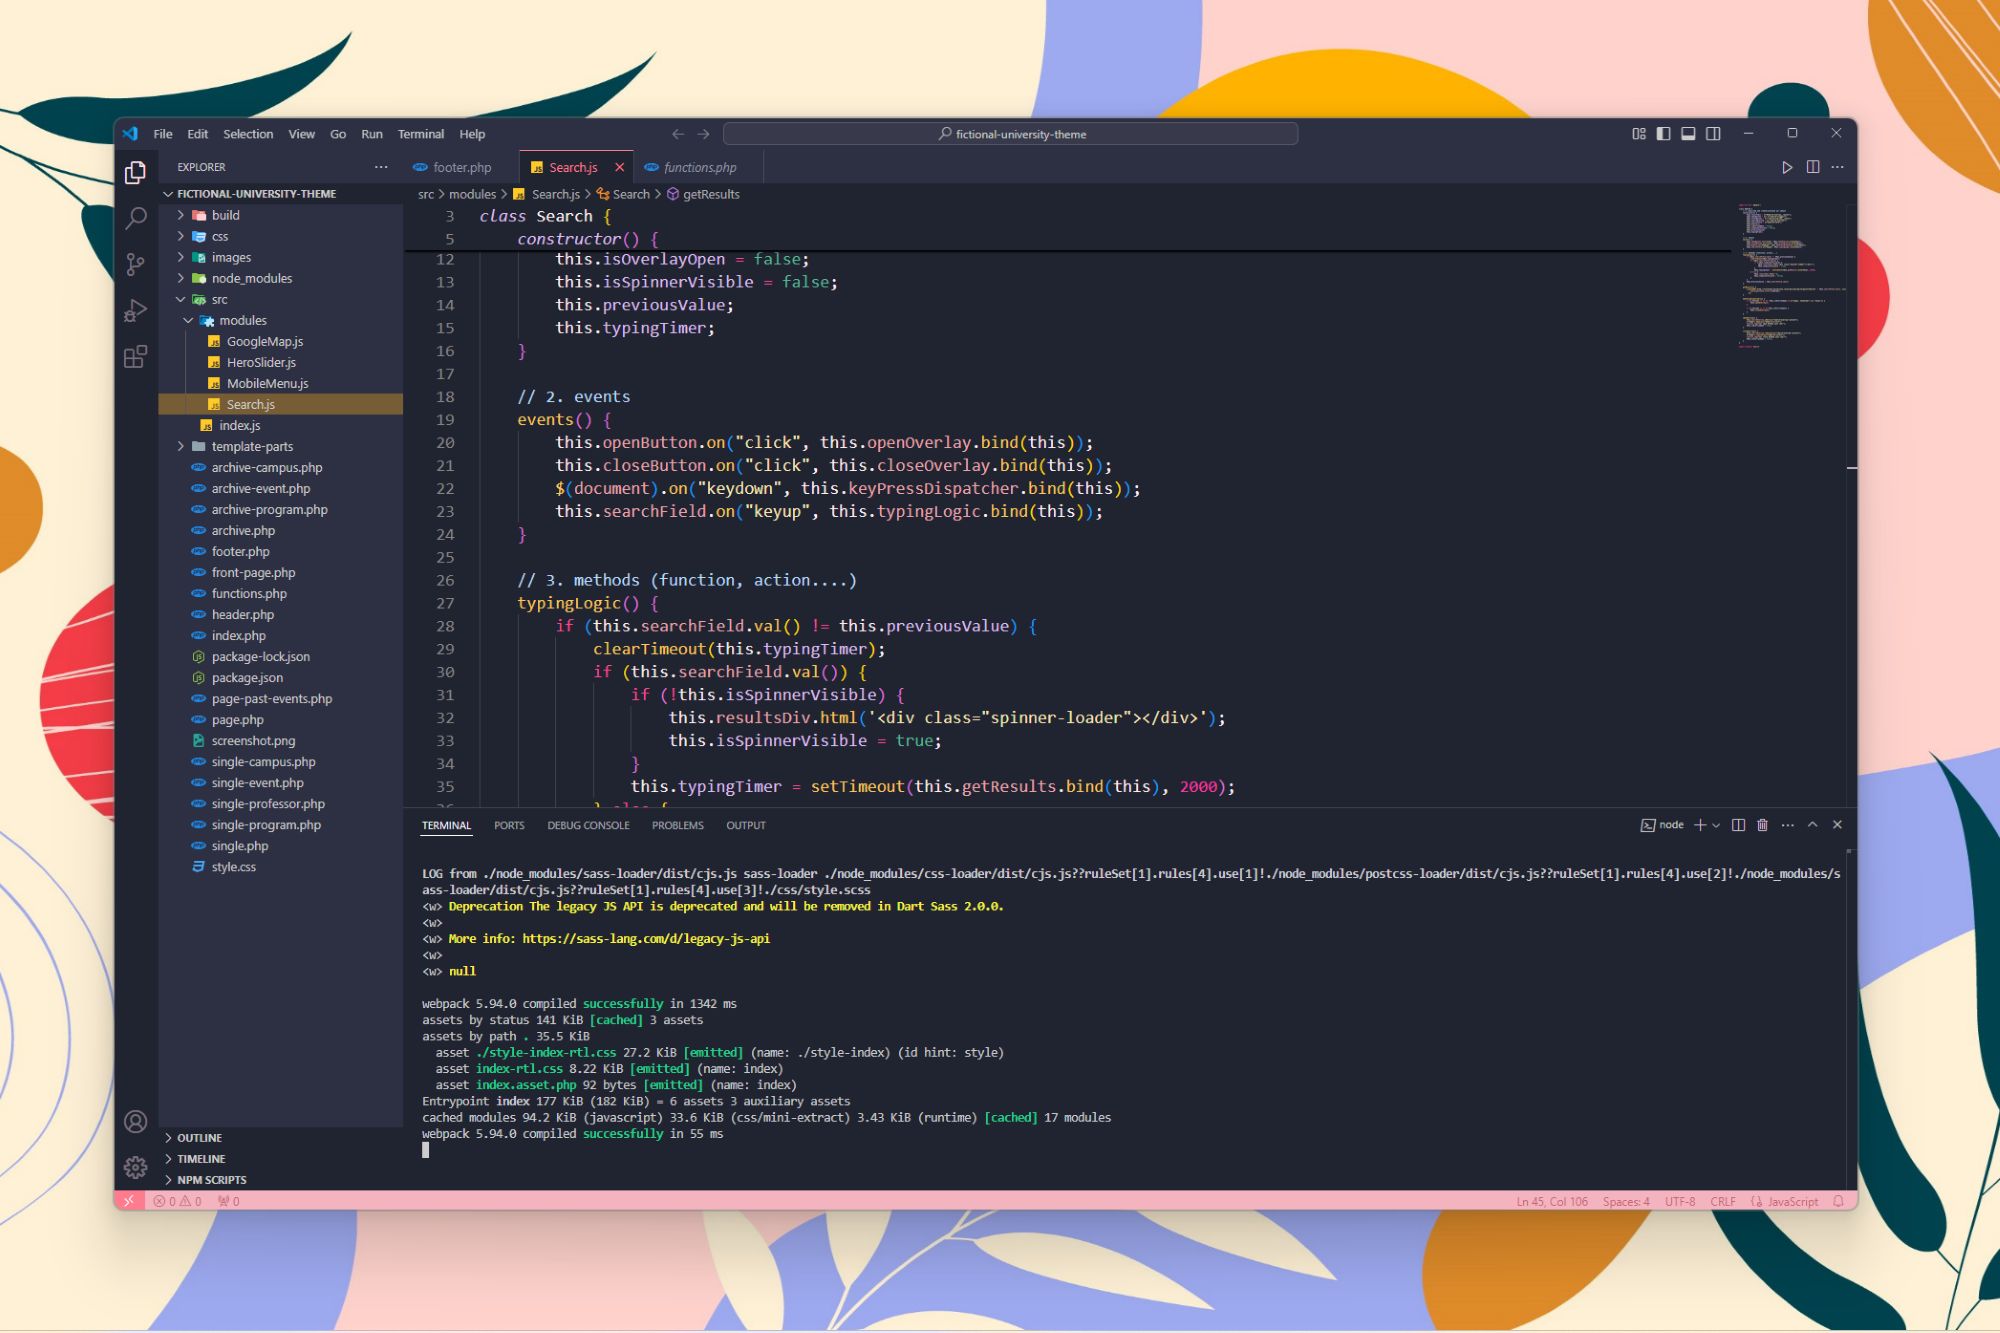 File Edit Selection View Go Run Terminal Help
fictional-university-theme
EXPLORER
FICTIONAL-UNIVERSITY-THEME
build
css
images
node_modules
src
modules
GoogleMap.js
HeroSlider.js
MobileMenu.js
Search.js
index.js
template-parts
archive-campus.php
archive-event.php
archive-program.php
archive.php
footer.php
front-page.php
functions.php
header.php
index.php
package-lock.json
package.json
page-past-events.php
page.php
screenshot.png
single-campus.php
single-event.php
single-professor.php
single-program.php
single.php
style.css
OUTLINE
TIMELINE
NPM SCRIPTS
footer.php Search.js functions.php
src > modules > Search.js > Search > getResults
3 class Search {
5 constructor() {
12 this.isOverlayOpen = false;
13 this.isSpinnerVisible = false;
14 this.previousValue;
15 this.typingTimer;
16 }
17
18 // 2. events
19 events() {
20 this.openButton.on("click", this.openOverlay.bind(this));
21 this.closeButton.on("click", this.closeOverlay.bind(this));
22 $(document).on("keydown", this.keyPressDispatcher.bind(this));
23 this.searchField.on("keyup", this.typingLogic.bind(this));
24 }
25
26 // 3. methods (function, action....)
27 typingLogic() {
28 if (this.searchField.val() != this.previousValue) {
29 clearTimeout(this.typingTimer);
30 if (this.searchField.val()) {
31 if (!this.isSpinnerVisible) {
32 this.resultsDiv.html('<div class="spinner-loader"></div>');
33 this.isSpinnerVisible = true;
34 }
35 this.typingTimer = setTimeout(this.getResults.bind(this), 2000);
36 } else {
TERMINAL PORTS DEBUG CONSOLE PROBLEMS OUTPUT
node
LOG from ./node_modules/sass-loader/dist/cjs.js sass-loader ./node_modules/css-loader/dist/cjs.js??ruleSet[1].rules[4].use[1]!./node_modules/postcss-loader/dist/cjs.js??ruleSet[1].rules[4].use[2]!./node_modules/s
ass-loader/dist/cjs.js??ruleSet[1].rules[4].use[3]!./css/style.scss
<w> Deprecation The legacy JS API is deprecated and will be removed in Dart Sass 2.0.0.
<w>
<w> More info: https://sass-lang.com/d/legacy-js-api
<w>
<w> null
webpack 5.94.0 compiled successfully in 1342 ms
assets by status 141 KiB [cached] 3 assets
assets by path . 35.5 KiB
asset ./style-index-rtl.css 27.2 KiB [emitted] (name: ./style-index) (id hint: style)
asset index-rtl.css 8.22 KiB [emitted] (name: index)
asset index.asset.php 92 bytes [emitted] (name: index)
Entrypoint index 177 KiB (182 KiB) = 6 assets 3 auxiliary assets
cached modules 94.2 KiB (javascript) 33.6 KiB (css/mini-extract) 3.43 KiB (runtime) [cached] 17 modules
webpack 5.94.0 compiled successfully in 55 ms
0 0 0
Ln 45, Col 106 Spaces: 4 UTF-8 CRLF {} JavaScript